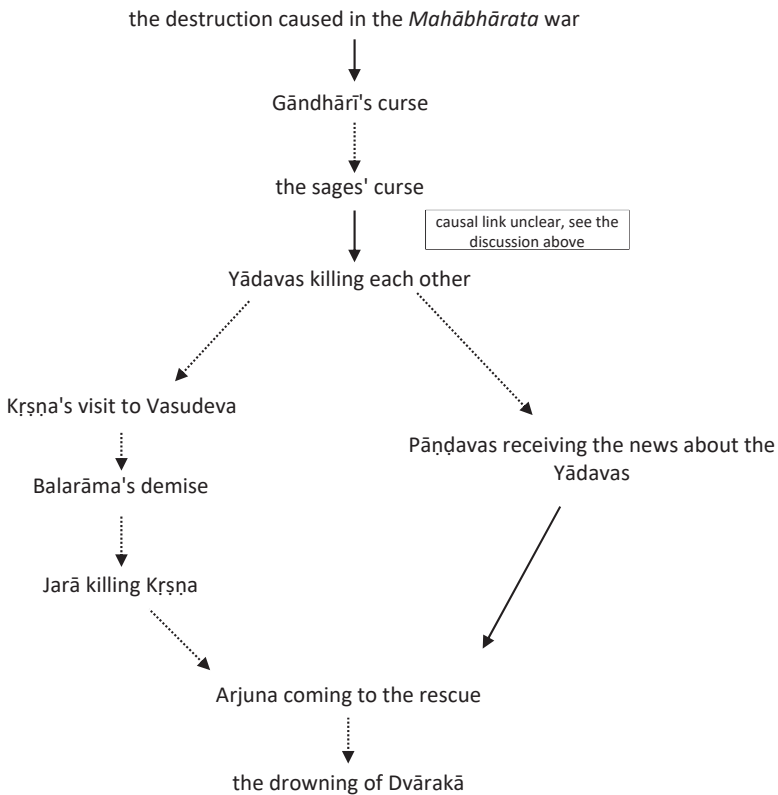 the destruction caused in the Mahābhārata war
Gāndhārī's curse
the sages' curse
causal link unclear, see the
discussion above
Yādavas killing each other
Kṛṣṇa's visit to Vasudeva
Pāṇḍavas receiving the news about the
Yādavas
Balarāma's demise
Jarā killing Kṛṣṇa
Arjuna coming to the rescue
the drowning of Dvārakā